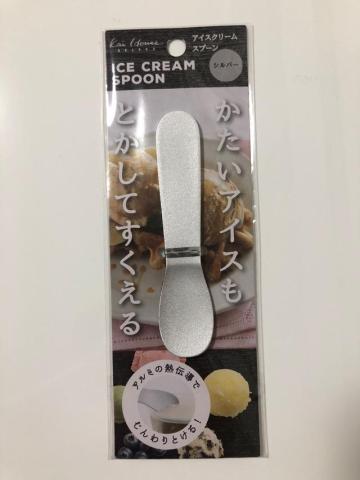 Kai House
SELECT
アイスクリーム
スプーン
ICE CREAM
SPOON
シルバー
かたいアイスも
とかしてすくえる
アルミの熱伝導で
じんわりとける!